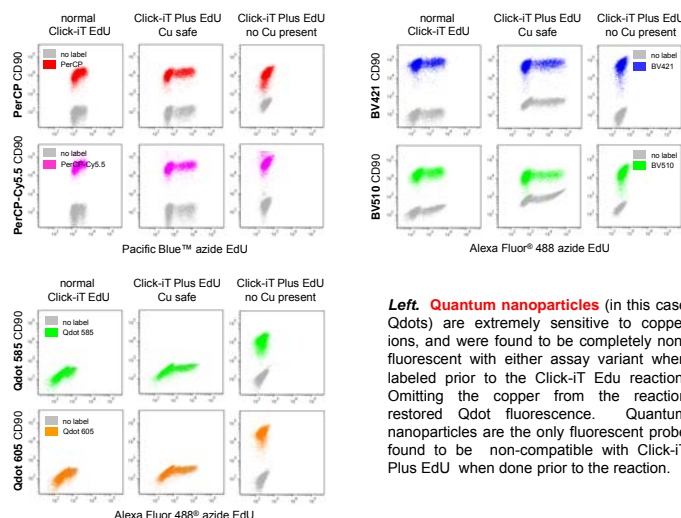 normal
Click-iT EdU
Click-iT Plus EdU
Cu safe
Click-iT Plus EdU
no Cu present
PerCP CD90
no label
PerCP
PerCP-Cy5.5 CD90
no label
PerCP-Cy5.5
Pacific Blue™ azide EdU
normal
Click-iT EdU
Click-iT Plus EdU
Cu safe
Click-iT Plus EdU
no Cu present
BV421 CD90
no label
BV421
BV510 CD90
no label
BV510
Alexa Fluor® 488 azide EdU
normal
Click-iT EdU
Click-iT Plus EdU
Cu safe
Click-iT Plus EdU
no Cu present
Qdot 585 CD90
no label
Qdot 585
Qdot 605 CD90
no label
Qdot 605
Alexa Fluor 488® azide EdU
Left. Quantum nanoparticles (in this case
Qdots) are extremely sensitive to copper
ions, and were found to be completely non-
fluorescent with either assay variant when
labeled prior to the Click-iT Edu reaction.
Omitting the copper from the reaction
restored Qdot fluorescence. Quantum
nanoparticles are the only fluorescent probe
found to be non-compatible with Click-iT
Plus EdU when done prior to the reaction.